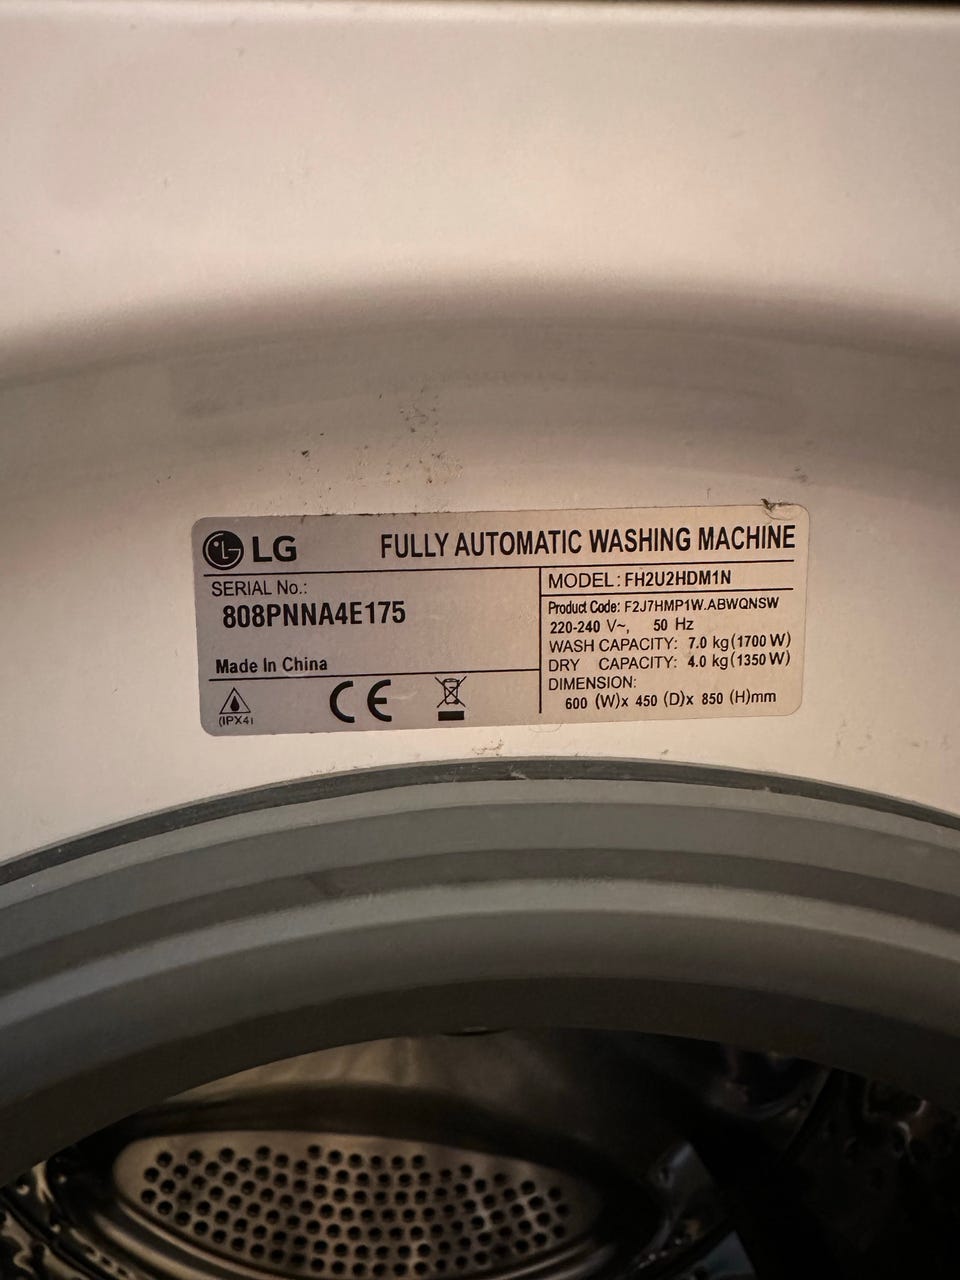 LG FULLY AUTOMATIC WASHING MACHINE
SERIAL No.:
808PNNA4E175
Made In China
(IPX4)
CE
MODEL: FH2U2HDM1N
Product Code: F2J7HMP1W.ABWQNSW
220-240 V~, 50 Hz
WASH CAPACITY: 7.0 kg(1700 W)
DRY CAPACITY: 4.0 kg(1350 W)
DIMENSION:
600 (W)x 450 (D)x 850 (H)mm